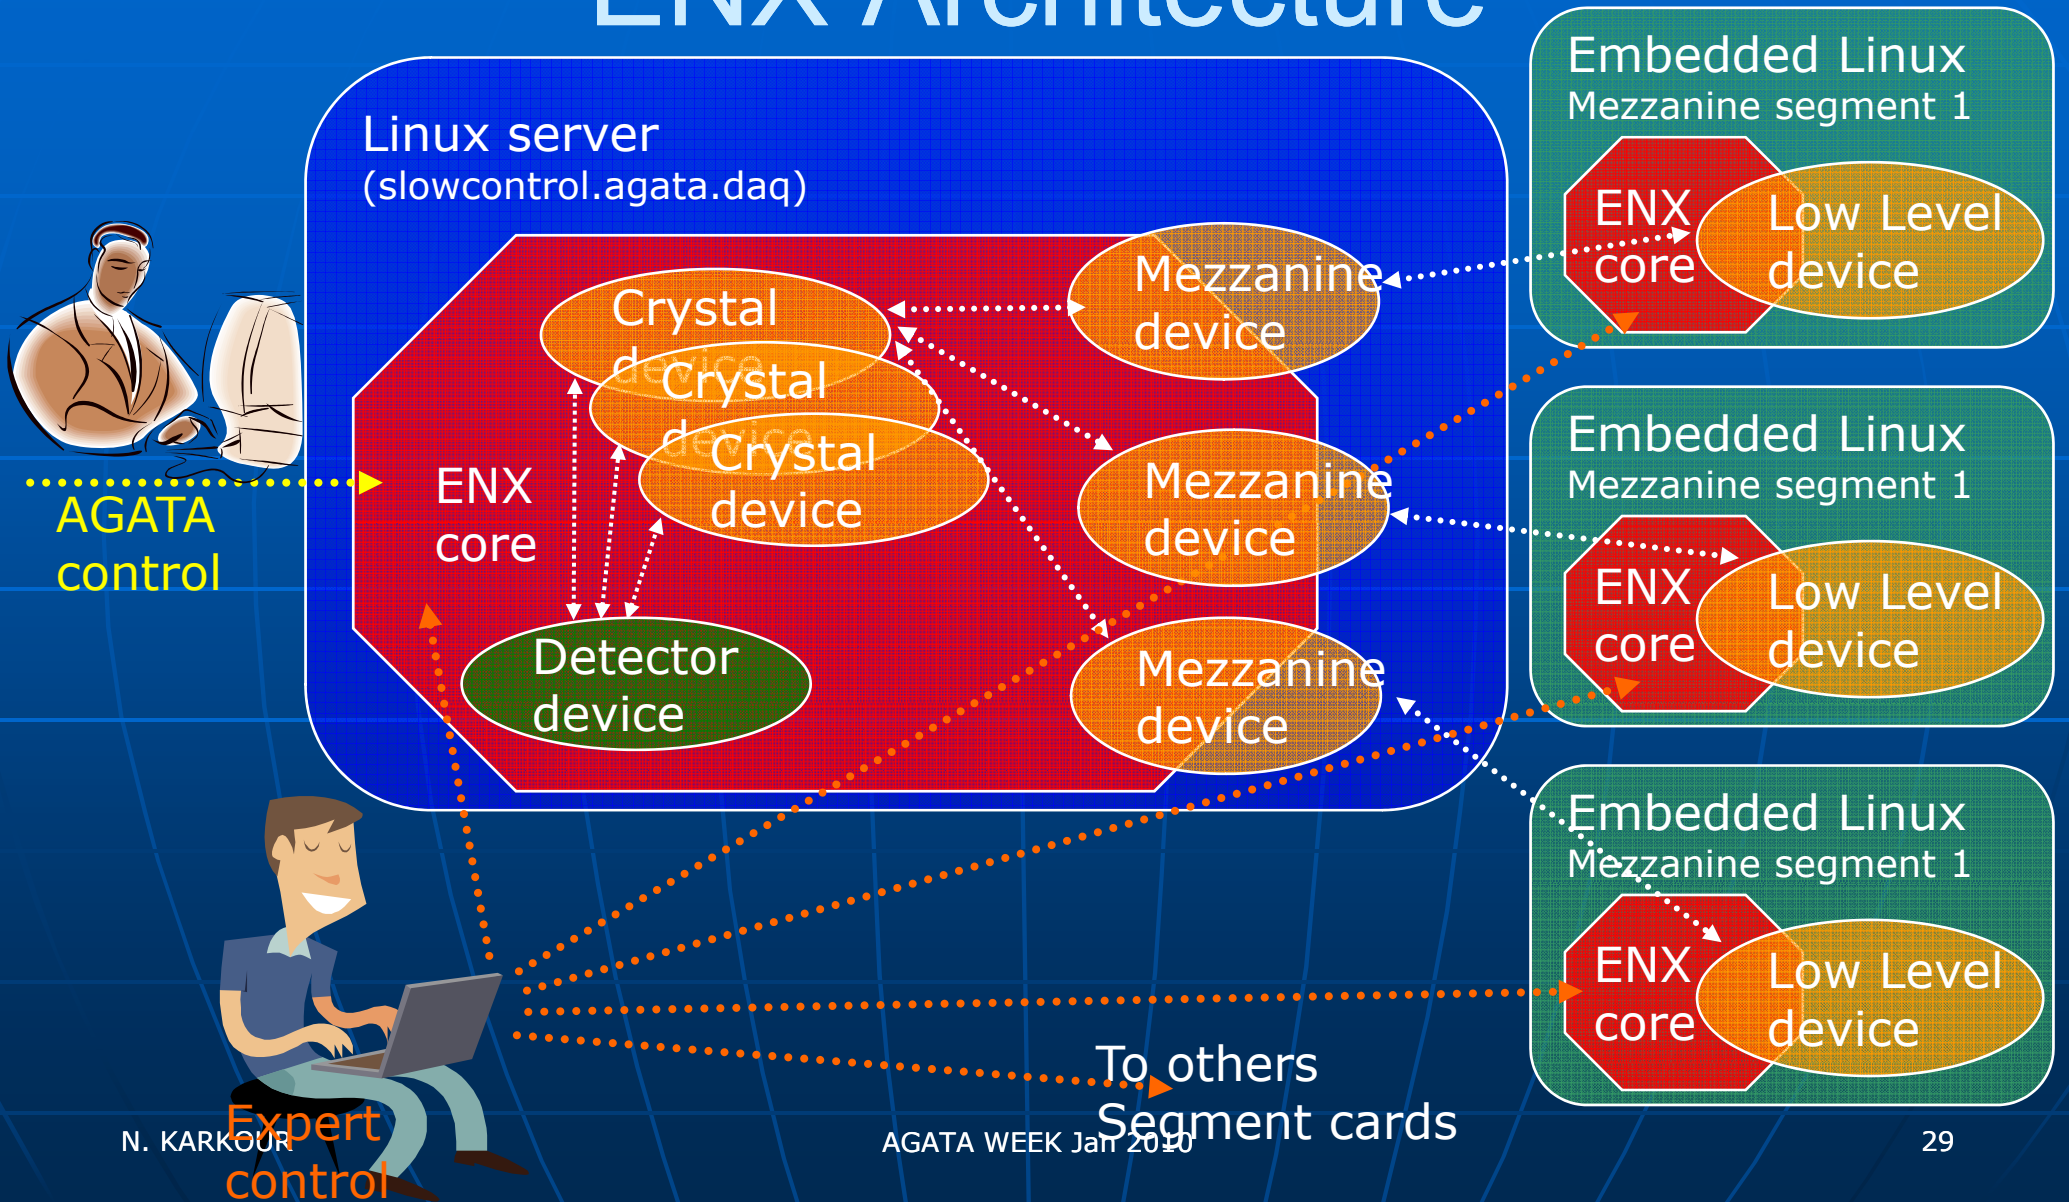 ENX Architecture
Linux server
(slowcontrol.agata.daq)
Crystal
device
Crystal
device
Crystal
device
Mezzanine
device
Mezzanine
device
Mezzanine
device
ENX
core
Detector
device
AGATA
control
Embedded Linux
Mezzanine segment 1
ENX
core
Low Level
device
Embedded Linux
Mezzanine segment 1
ENX
core
Low Level
device
Embedded Linux
Mezzanine segment 1
ENX
core
Low Level
device
To others
Segment cards
Expert
control
N. KARKOUR
AGATA WEEK Jan 2010
29